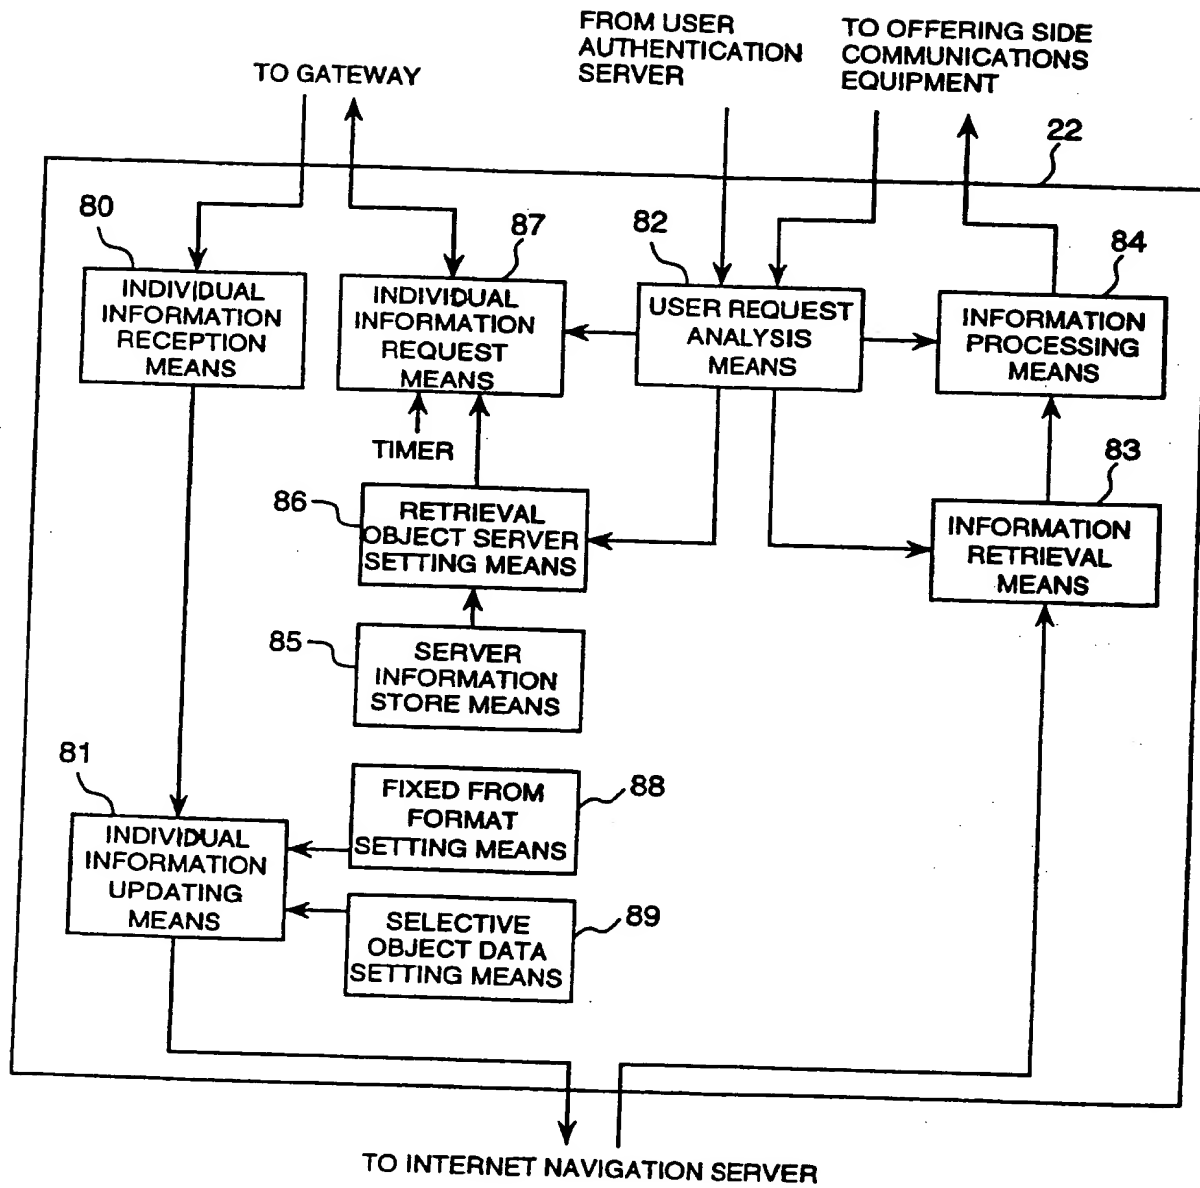 FROM USER
AUTHENTICATION
SERVER
TO OFFERING SIDE
COMMUNICATIONS
EQUIPMENT
TO GATEWAY
22
80
INDIVIDUAL
INFORMATION
RECEPTION
MEANS
87
INDIVIDUAL
INFORMATION
REQUEST
MEANS
82
USER REQUEST
ANALYSIS
MEANS
84
INFORMATION
PROCESSING
MEANS
TIMER
86
RETRIEVAL
OBJECT SERVER
SETTING MEANS
83
INFORMATION
RETRIEVAL
MEANS
85
SERVER
INFORMATION
STORE MEANS
81
INDIVIDUAL
INFORMATION
UPDATING
MEANS
88
FIXED FROM
FORMAT
SETTING MEANS
89
SELECTIVE
OBJECT DATA
SETTING MEANS
TO INTERNET NAVIGATION SERVER